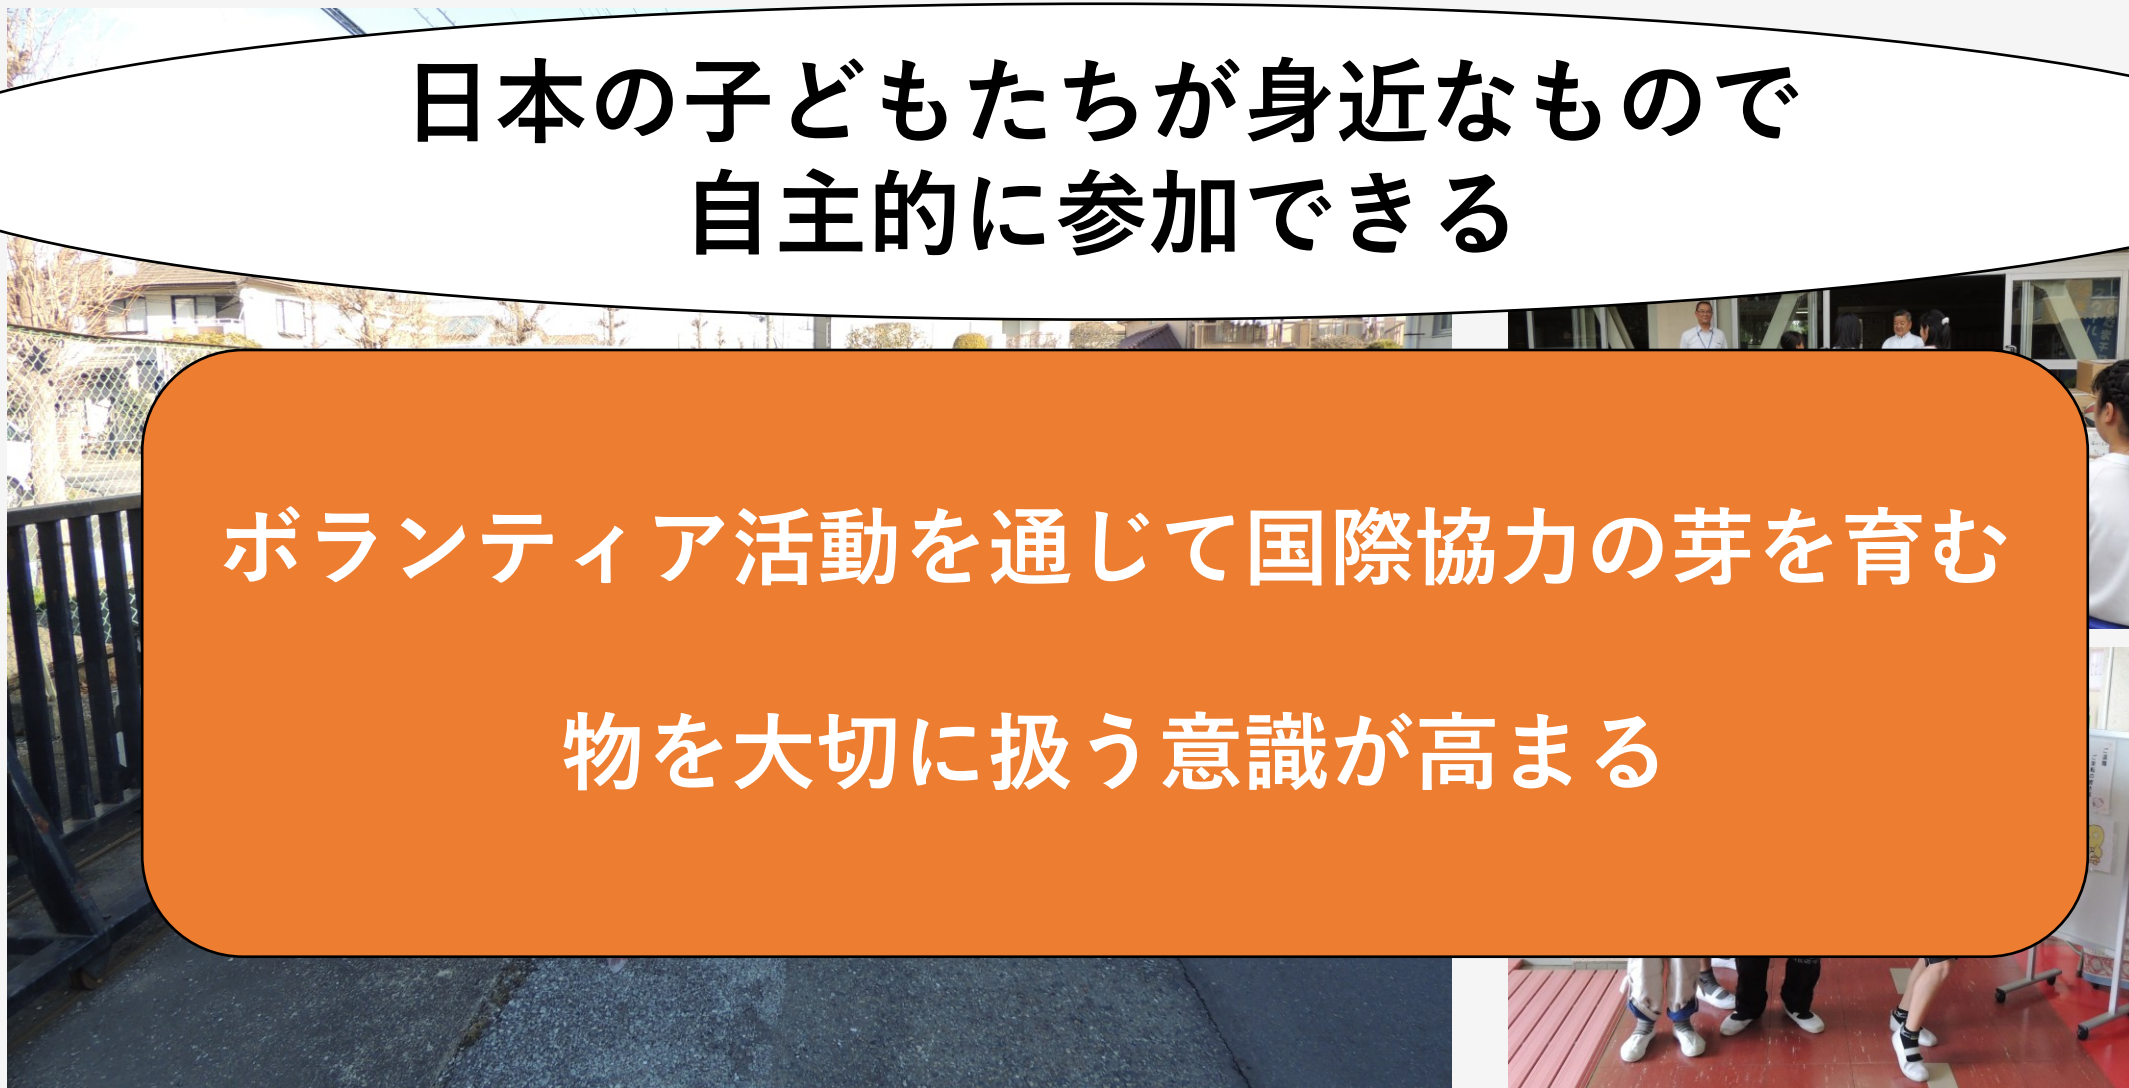 日本の子どもたちが身近なもので
自主的に参加できる
ボランティア活動を通じて国際協力の芽を育む
物を大切に扱う意識が高まる